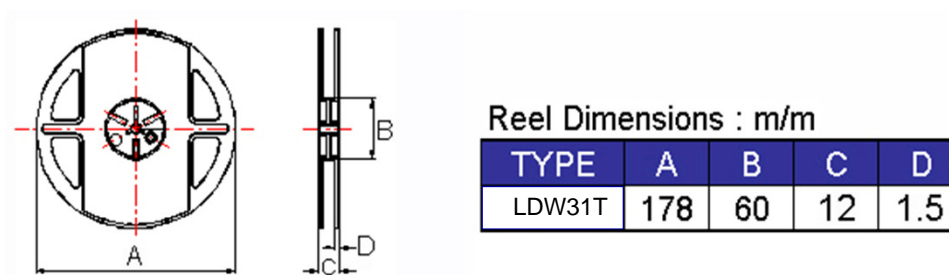 B
A
D
C
Reel Dimensions : m/m
TYPE A B C D
LDW31T 178 60 12 1.5